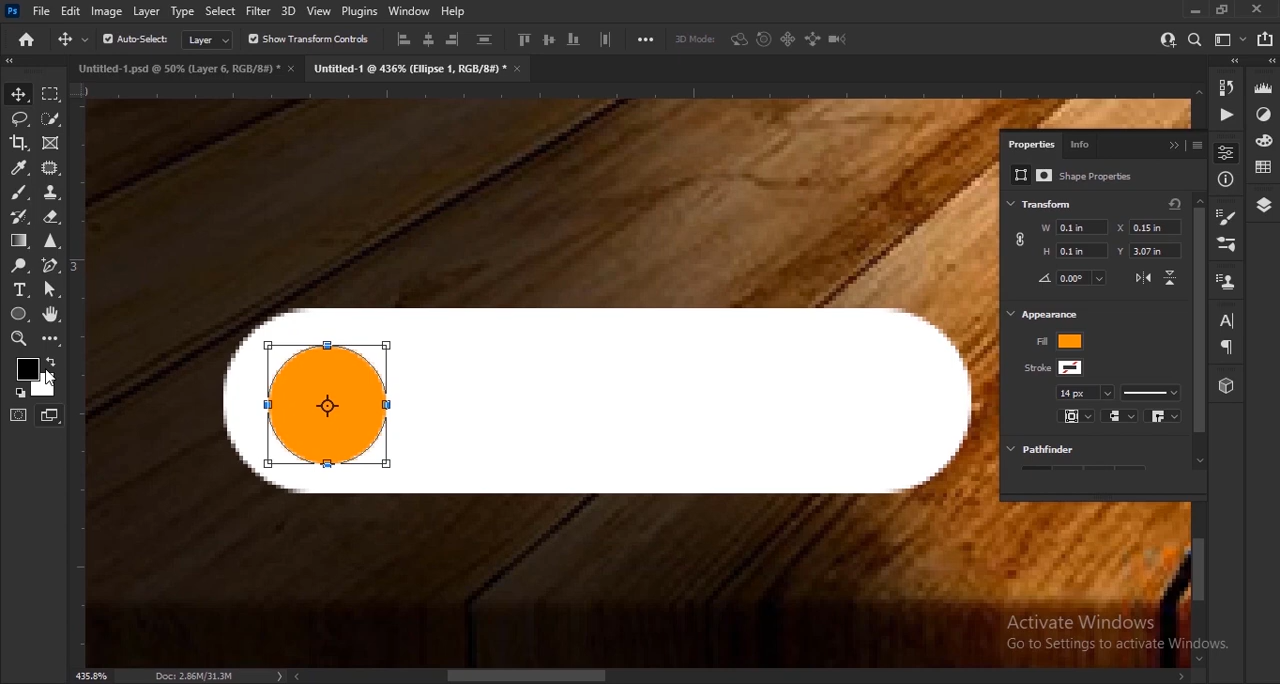 Ps File Edit Image Layer Type Select Filter 3D View Plugins Window Help
Auto-Select: Layer Show Transform Controls 3D Mode:
Untitled-1.psd @ 50% (Layer 6, RGB/8#) * × Untitled-1 @ 436% (Ellipse 1, RGB/8#) * ×
Properties Info
Shape Properties
Transform
W 0.1 in X 0.15 in
H 0.1 in Y 3.07 in
0.00°
Appearance
Fill
Stroke
14 px
Pathfinder
3
Activate Windows
Go to Settings to activate Windows.
435.8% Doc: 2.86M/31.3M